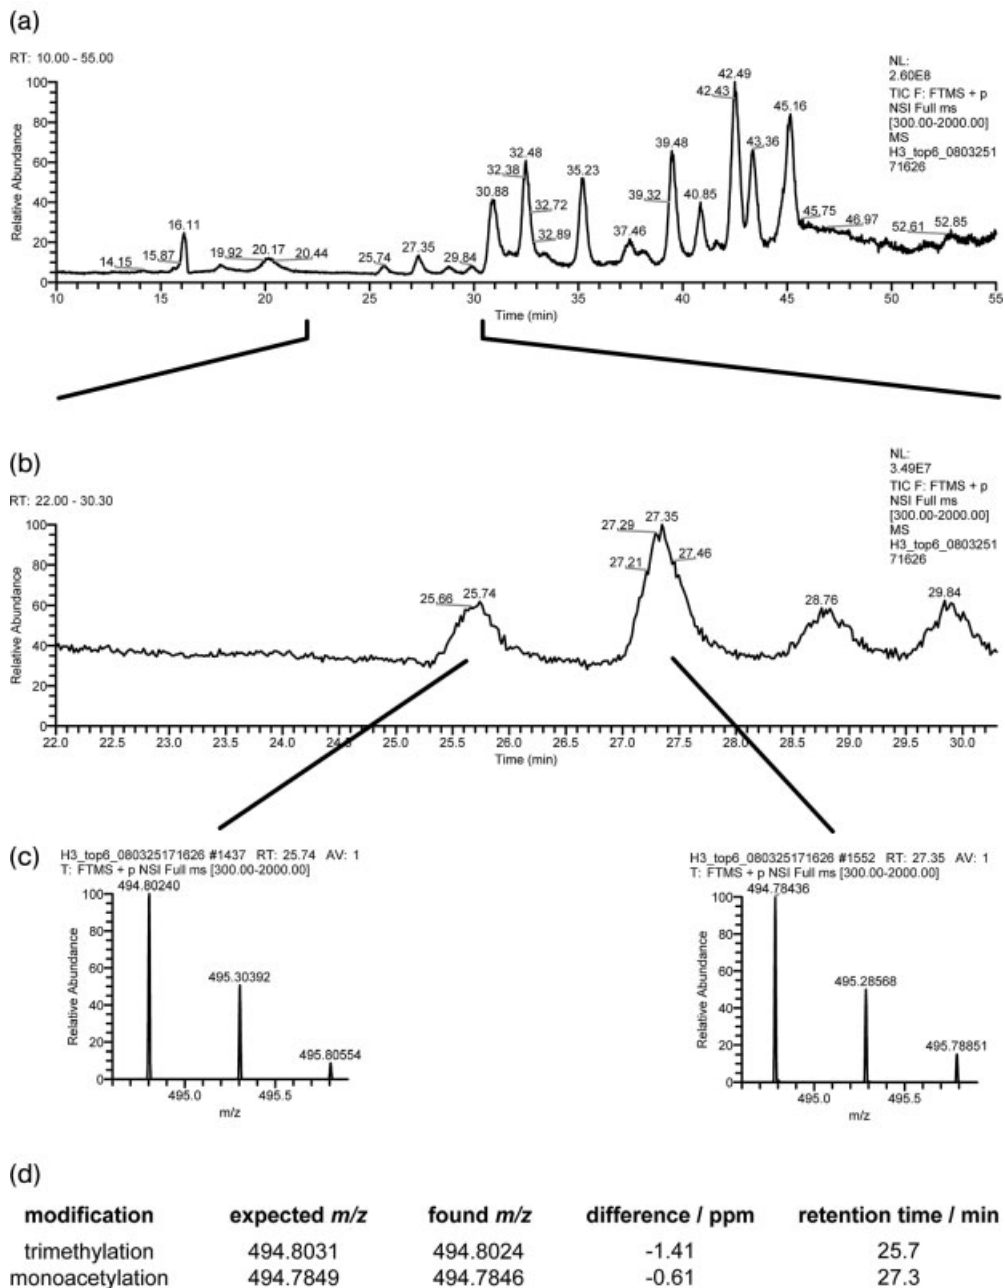 (a)
RT: 10.00 - 55.00
NL:
2.60E8
TIC F: FTMS + p
NSI Full ms
[300.00-2000.00]
MS
H3_top6_0803251
71626
Relative Abundance
100
80
60
40
20
0
14.15
15.87
16.11
19.92
20.17
20.44
25.74
27.35
29.84
30.88
32.38
32.48
32.72
32.89
35.23
37.46
39.32
39.48
40.85
42.43
42.49
43.36
45.16
45.75
46.97
52.61
52.85
10 15 20 25 30 35 40 45 50 55
Time (min)
(b)
RT: 22.00 - 30.30
NL:
3.49E7
TIC F: FTMS + p
NSI Full ms
[300.00-2000.00]
MS
H3_top6_0803251
71626
Relative Abundance
100
80
60
40
20
0
25.66
25.74
27.21
27.29
27.35
27.46
28.76
29.84
22.0 22.5 23.0 23.5 24.0 24.5 25.0 25.5 26.0 26.5 27.0 27.5 28.0 28.5 29.0 29.5 30.0
Time (min)
(c)
H3_top6_080325171626 #1437 RT: 25.74 AV: 1
T: FTMS + p NSI Full ms [300.00-2000.00]
Relative Abundance
100
80
60
40
20
0
494.80240
495.30392
495.80554
495.0 495.5
m/z
H3_top6_080325171626 #1552 RT: 27.35 AV: 1
T: FTMS + p NSI Full ms [300.00-2000.00]
Relative Abundance
100
80
60
40
20
0
494.78436
495.28568
495.78851
495.0 495.5
m/z
(d)
modification expected m/z found m/z difference / ppm retention time / min
trimethylation 494.8031 494.8024 -1.41 25.7
monoacetylation 494.7849 494.7846 -0.61 27.3